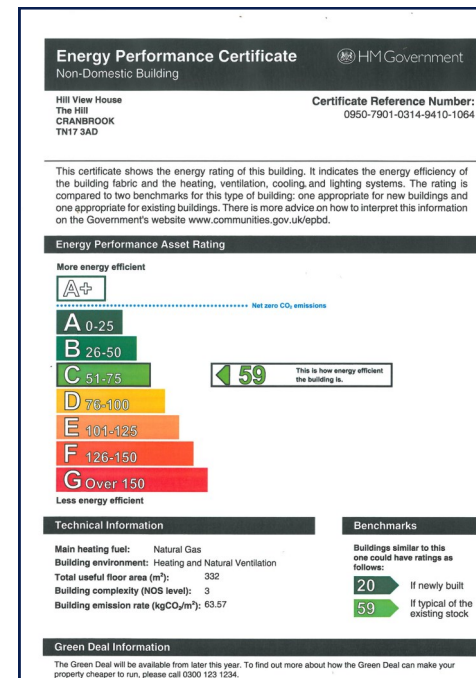 Energy Performance Certificate
HM Government
Non-Domestic Building
Hill View House
The Hill
CRANBROOK
TN17 3AD
Certificate Reference Number:
0950-7901-0314-9410-1064
This certificate shows the energy rating of this building. It indicates the energy efficiency of
the building fabric and the heating, ventilation, cooling and lighting systems. The rating is
compared to two benchmarks for this type of building: one appropriate for new buildings and
one appropriate for existing buildings. There is more advice on how to interpret this information
on the Government's website www.communities.gov.uk/epbd.
Energy Performance Asset Rating
More energy efficient
A+
Net zero CO₂ emissions
A 0-25
B 26-50
C 51-75
59
This is how energy efficient
the building is.
D 76-100
E 101-125
F 126-150
G Over 150
Less energy efficient
Technical Information
Main heating fuel: Natural Gas
Building environment: Heating and Natural Ventilation
Total useful floor area (m²): 332
Building complexity (NOS level): 3
Building emission rate (kgCO₂/m²): 63.57
Benchmarks
Buildings similar to this
one could have ratings as
follows:
20 If newly built
59 If typical of the
existing stock
Green Deal Information
The Green Deal will be available from later this year. To find out more about how the Green Deal can make your
property cheaper to run, please call 0300 123 1234.